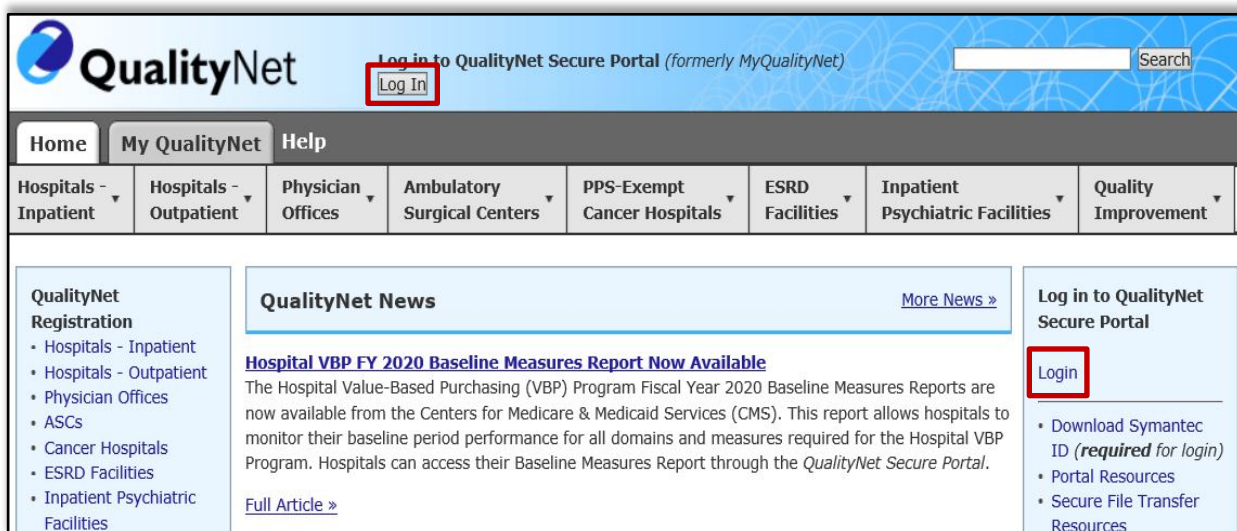 QualityNet
Log in to QualityNet Secure Portal (formerly MyQualityNet)
Log In
Search
Home
My QualityNet
Help
Hospitals -
Inpatient
Hospitals -
Outpatient
Physician
Offices
Ambulatory
Surgical Centers
PPS-Exempt
Cancer Hospitals
ESRD
Facilities
Inpatient
Psychiatric Facilities
Quality
Improvement
QualityNet
Registration
• Hospitals - Inpatient
• Hospitals - Outpatient
• Physician Offices
• ASCs
• Cancer Hospitals
• ESRD Facilities
• Inpatient Psychiatric
Facilities
QualityNet News
More News »
Hospital VBP FY 2020 Baseline Measures Report Now Available
The Hospital Value-Based Purchasing (VBP) Program Fiscal Year 2020 Baseline Measures Reports are
now available from the Centers for Medicare & Medicaid Services (CMS). This report allows hospitals to
monitor their baseline period performance for all domains and measures required for the Hospital VBP
Program. Hospitals can access their Baseline Measures Report through the QualityNet Secure Portal.
Full Article »
Log in to QualityNet
Secure Portal
Login
• Download Symantec
ID (required for login)
• Portal Resources
• Secure File Transfer
Resources